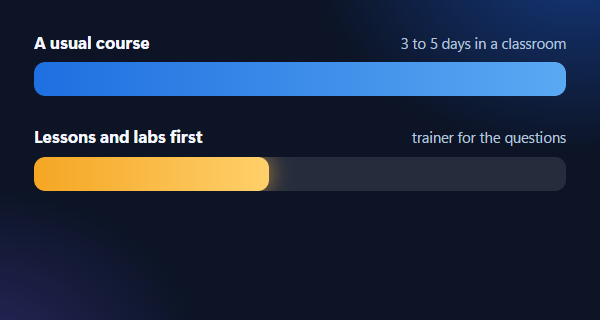 A usual course
3 to 5 days in a classroom
Lessons and labs first
trainer for the questions